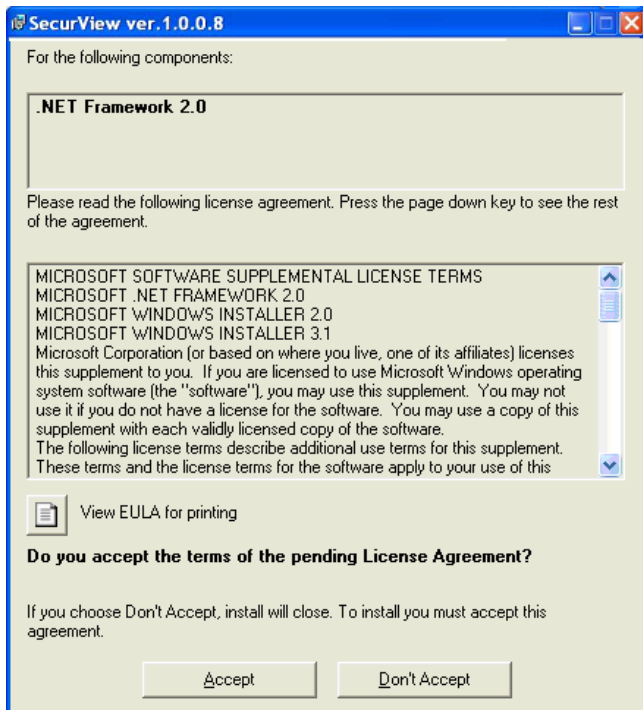 SecurView ver.1.0.0.8
For the following components:
.NET Framework 2.0
Please read the following license agreement. Press the page down key to see the rest
of the agreement.
MICROSOFT SOFTWARE SUPPLEMENTAL LICENSE TERMS
MICROSOFT .NET FRAMEWORK 2.0
MICROSOFT WINDOWS INSTALLER 2.0
MICROSOFT WINDOWS INSTALLER 3.1
Microsoft Corporation (or based on where you live, one of its affiliates) licenses
this supplement to you.  If you are licensed to use Microsoft Windows operating
system software (the "software"), you may use this supplement.  You may not
use it if you do not have a license for the software.  You may use a copy of this
supplement with each validly licensed copy of the software.
The following license terms describe additional use terms for this supplement.
These terms and the license terms for the software apply to your use of this
View EULA for printing
Do you accept the terms of the pending License Agreement?
If you choose Don't Accept, install will close. To install you must accept this
agreement.
Accept
Don't Accept